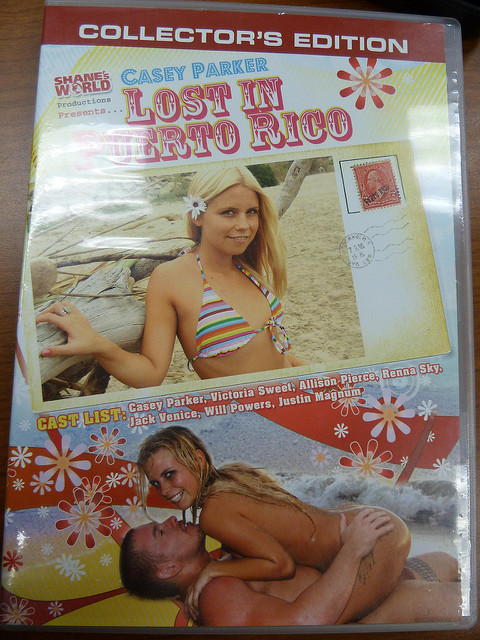 COLLECTOR'S EDITION
SHANE'S
WORLD
Productions
Presents...
CASEY PARKER
LOST IN
PUERTO RICO
CAST LIST: Casey Parker, Victoria Sweet, Allison Pierce, Renna Sky,
Jack Venice, Will Powers, Justin Magnum